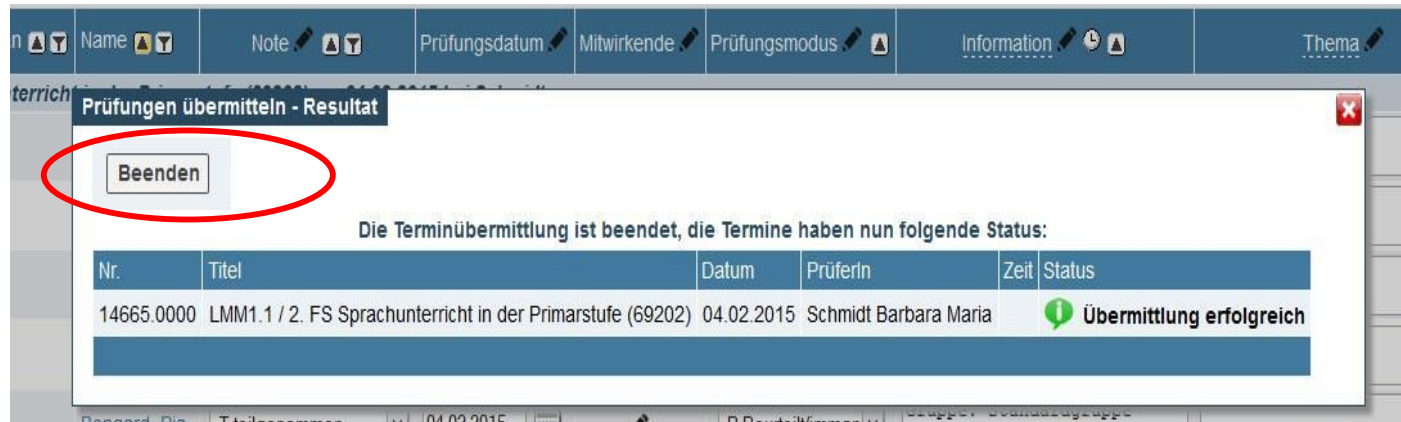 n Name Note Prüfungsdatum Mitwirkende Prüfungsmodus Information Thema
terrich
Prüfungen übermitteln - Resultat
Beenden
Die Terminübermittlung ist beendet, die Termine haben nun folgende Status:
Nr. Titel Datum PrüferIn Zeit Status
14665.0000 LMM1.1 / 2. FS Sprachunterricht in der Primarstufe (69202) 04.02.2015 Schmidt Barbara Maria Übermittlung erfolgreich
04.02.2015